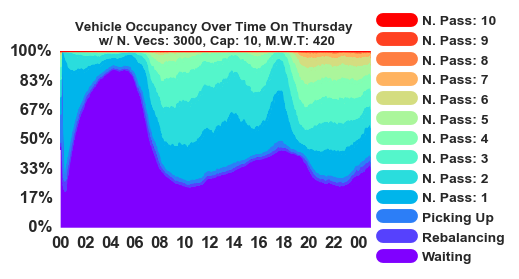 Vehicle Occupancy Over Time On Thursday
w/ N. Vecs: 3000, Cap: 10, M.W.T: 420
100%
83%
67%
50%
33%
17%
0%
00 02 04 06 08 10 12 14 16 18 20 22 00
N. Pass: 10
N. Pass: 9
N. Pass: 8
N. Pass: 7
N. Pass: 6
N. Pass: 5
N. Pass: 4
N. Pass: 3
N. Pass: 2
N. Pass: 1
Picking Up
Rebalancing
Waiting